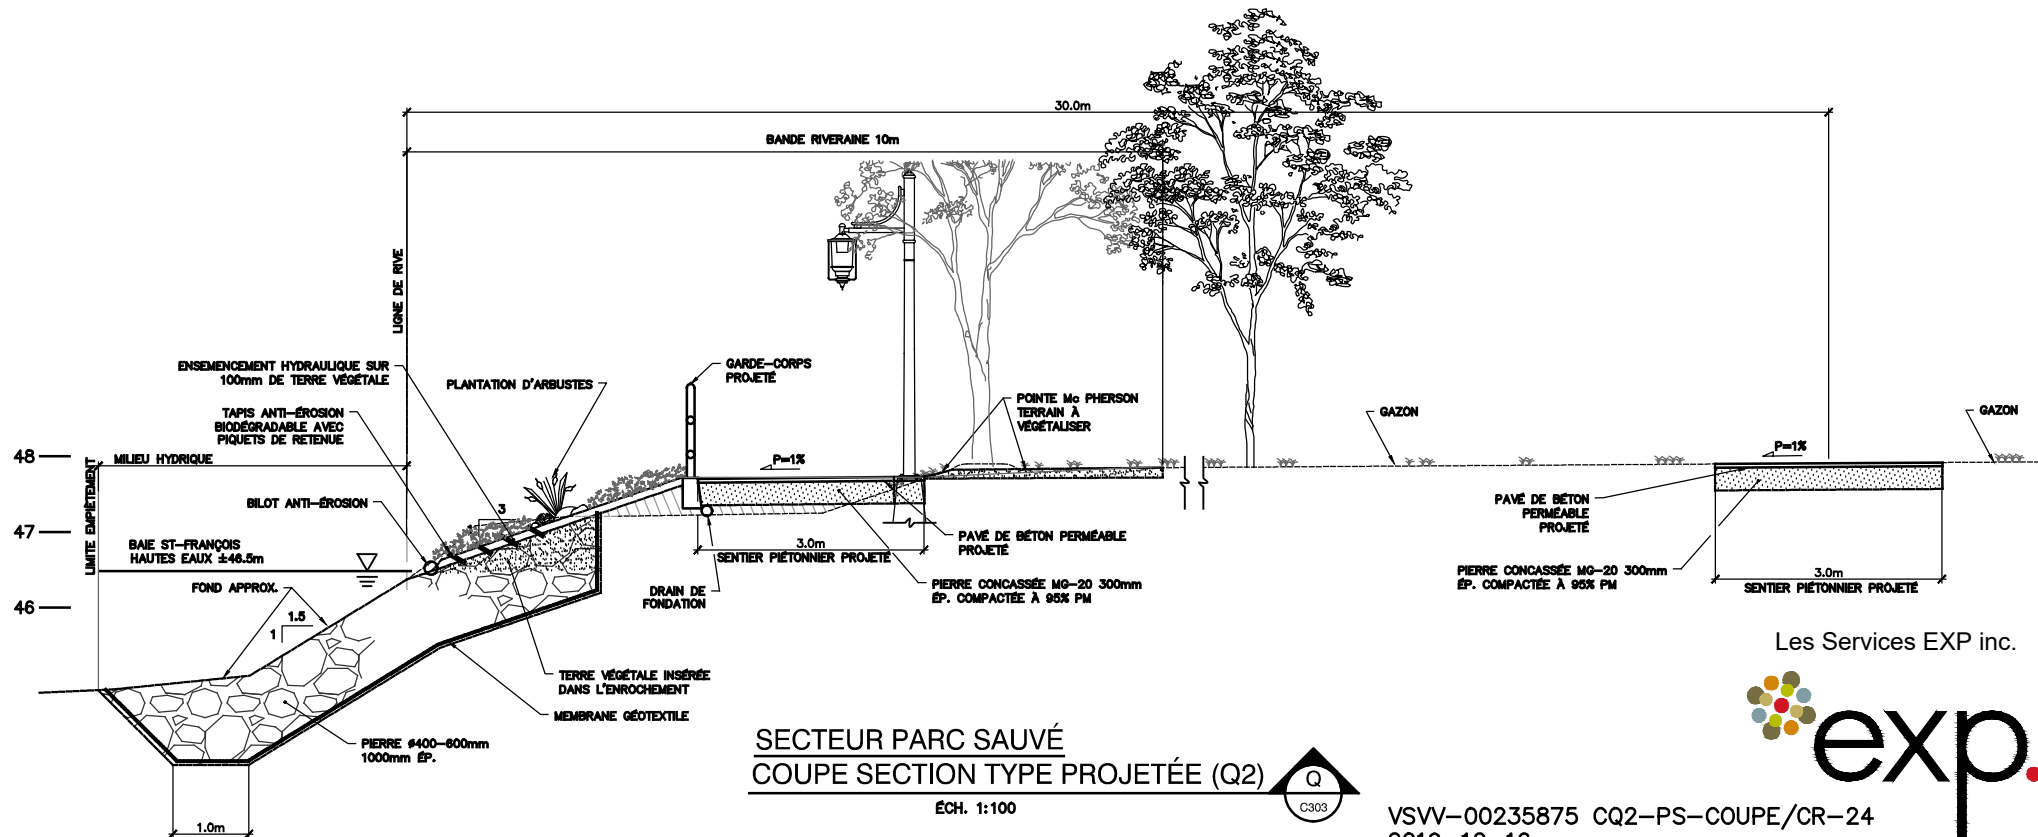 30.0m
BANDE RIVERAINE 10m
LIGNE DE RIVE
ENSEMENCEMENT HYDRAULIQUE SUR
100mm DE TERRE VÉGÉTALE
PLANTATION D'ARBUSTES
GARDE-CORPS
PROJETÉ
TAPIS ANTI-ÉROSION
BIODÉGRADABLE AVEC
PIQUETS DE RETENUE
POINTE Mc PHERSON
TERRAIN À
VÉGÉTALISER
GAZON
GAZON
48
MILIEU HYDRIQUE
LIMITE EMPIÈTEMENT
P=1%
P=1%
BILOT ANTI-ÉROSION
3
1
PAVÉ DE BÉTON
PERMÉABLE
PROJETÉ
47
BAIE ST-FRANÇOIS
HAUTES EAUX ±46.5m
3.0m
SENTIER PIÉTONNIER PROJETÉ
PAVÉ DE BÉTON PERMÉABLE
PROJETÉ
FOND APPROX.
DRAIN DE
FONDATION
PIERRE CONCASSÉE MG-20 300mm
ÉP. COMPACTÉE À 95% PM
PIERRE CONCASSÉE MG-20 300mm
ÉP. COMPACTÉE À 95% PM
3.0m
SENTIER PIÉTONNIER PROJETÉ
46
1.5
1
Les Services EXP inc.
TERRE VÉGÉTALE INSÉRÉE
DANS L'ENROCHEMENT
MEMBRANE GÉOTEXTILE
PIERRE ø400-600mm
1000mm ÉP.
exp.
SECTEUR PARC SAUVÉ
COUPE SECTION TYPE PROJETÉE (Q2)
Q
C303
ÉCH. 1:100
1.0m
VSVV-00235875 CQ2-PS-COUPE/CR-24